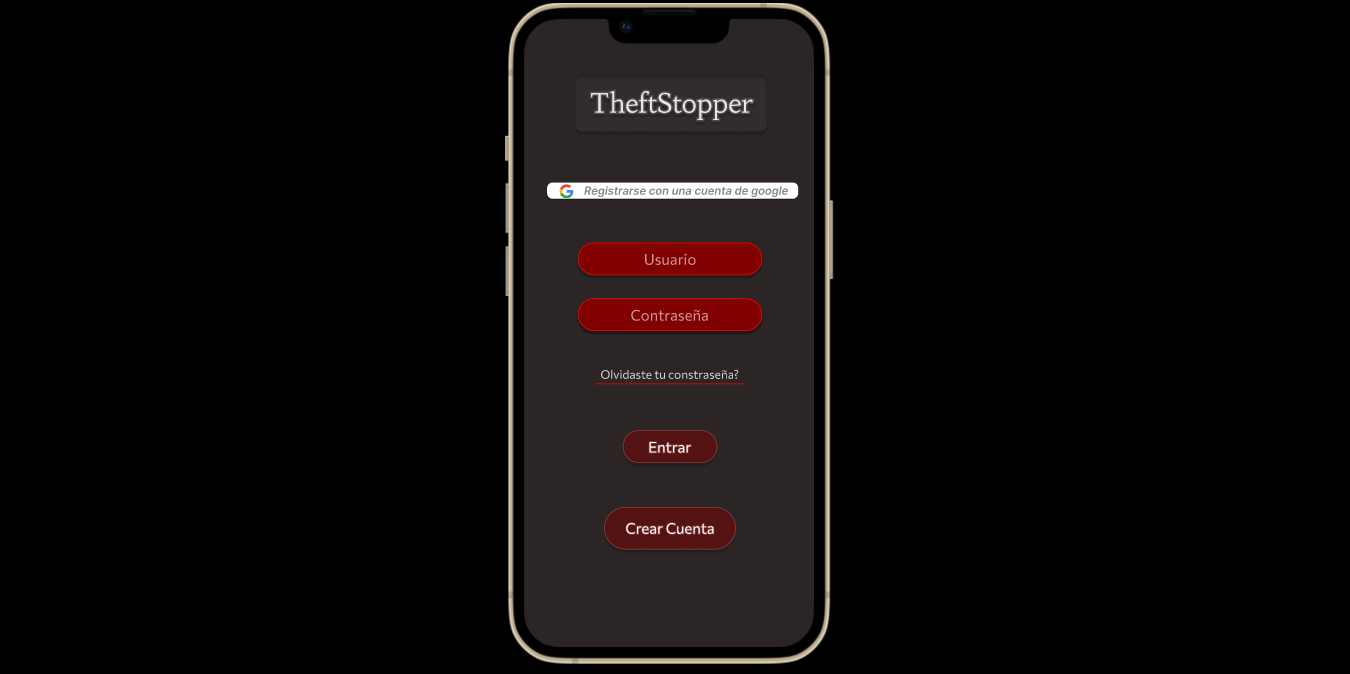 TheftStopper
Registrarse con una cuenta de google
Usuario
Contraseña
Olvidaste tu constraseña?
Entrar
Crear Cuenta